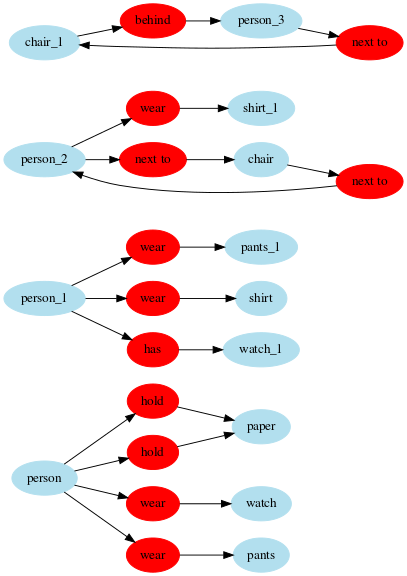 chair_1 behind person_3 next to
person_2 wear shirt_1
next to chair next to
person_1 wear pants_1
wear shirt
has watch_1
person hold paper
hold
wear watch
wear pants